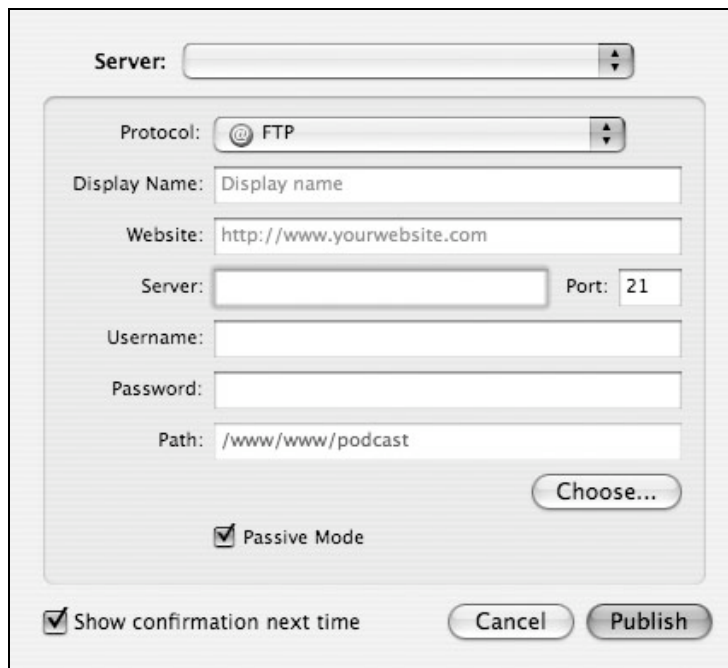 Server:
Protocol: @ FTP
Display Name: Display name
Website: http://www.yourwebsite.com
Server: Port: 21
Username:
Password:
Path: /www/www/podcast
Choose...
Passive Mode
Show confirmation next time Cancel Publish